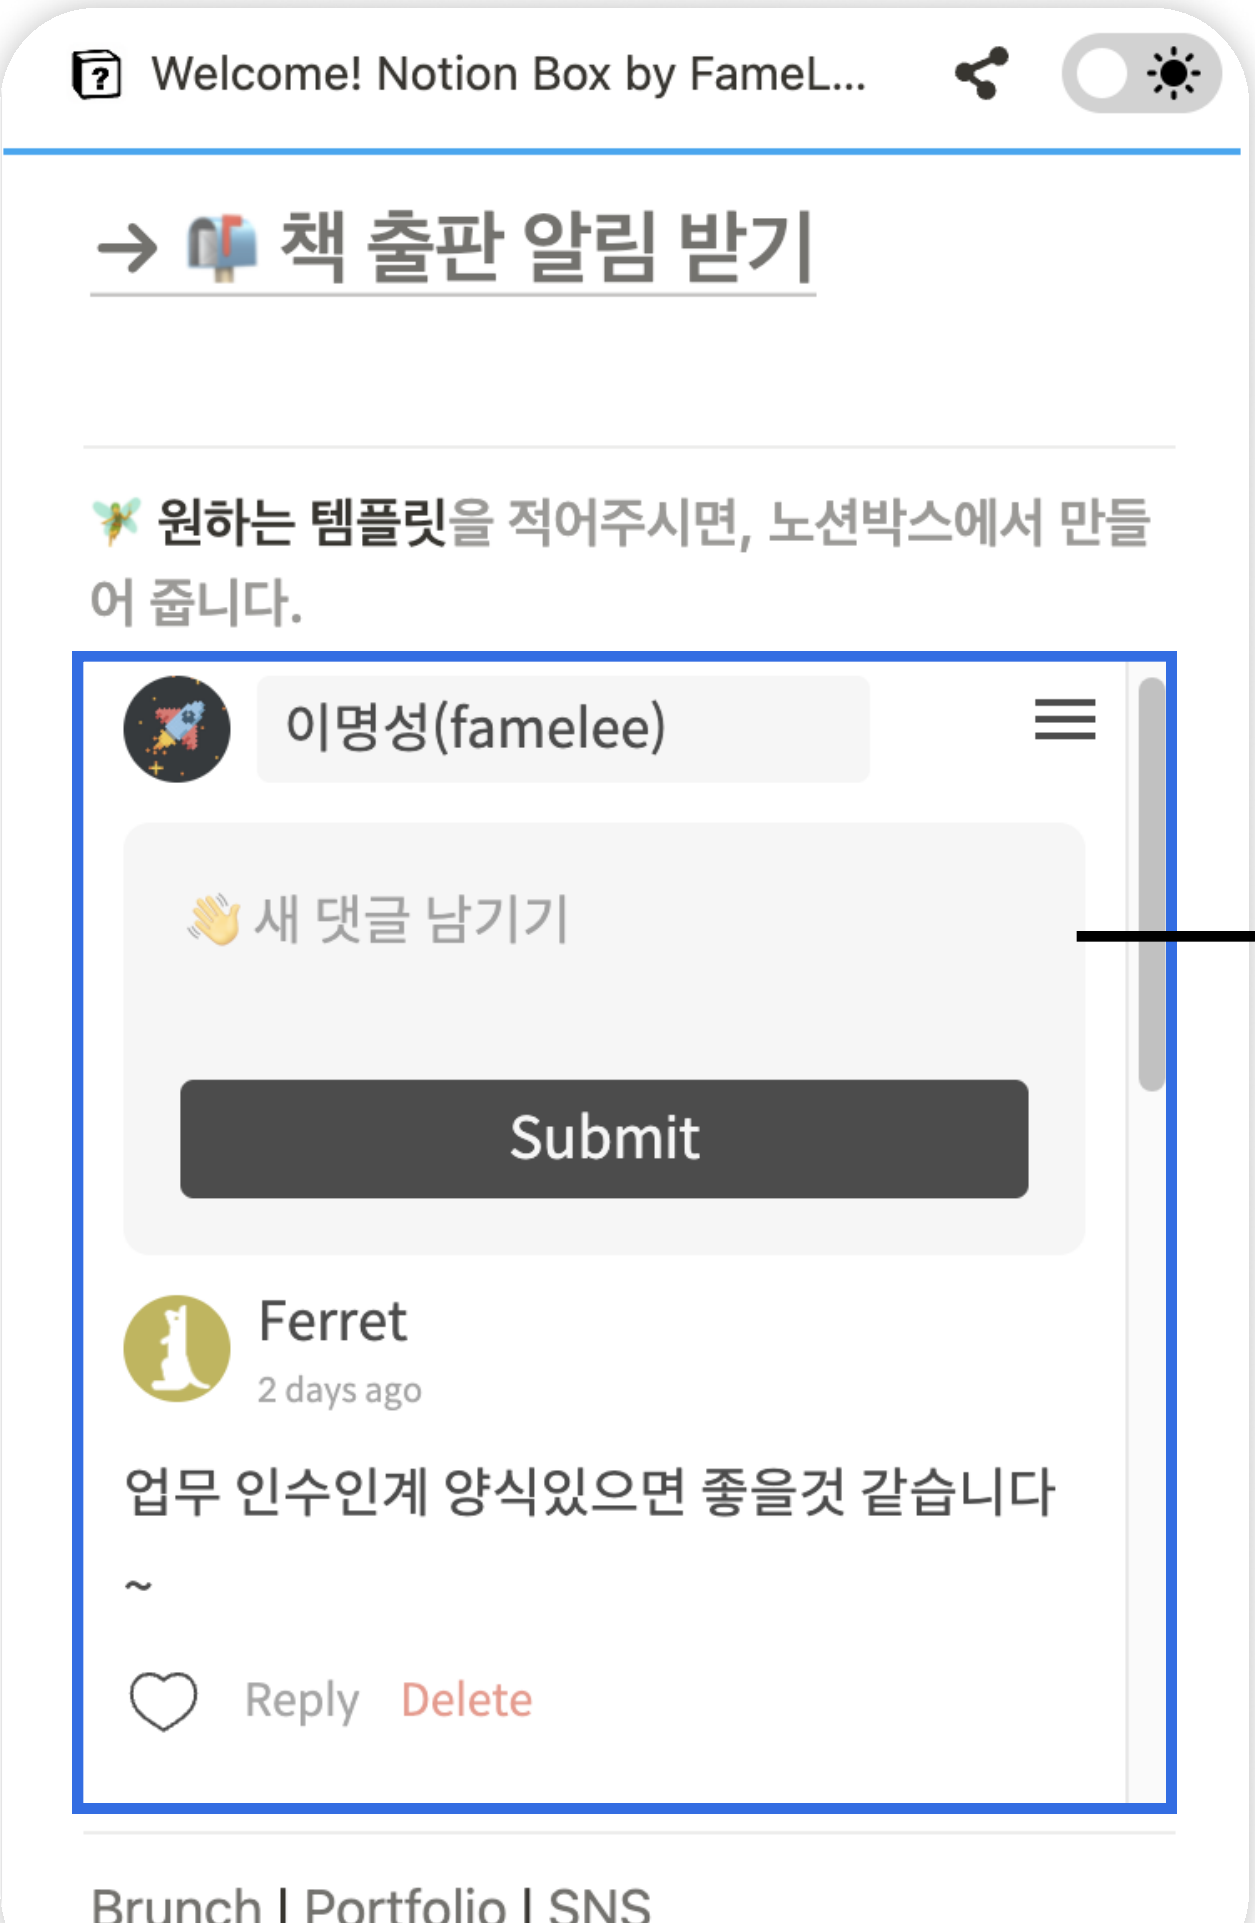 Welcome! Notion Box by FameL...
→ 📬 책 출판 알림 받기
🧚 원하는 템플릿을 적어주시면, 노션박스에서 만들
어 줍니다.
이명성(famelee)
👋 새 댓글 남기기
Submit
Ferret
2 days ago
업무 인수인계 양식있으면 좋을것 같습니다
~
Reply Delete
Brunch | Portfolio | SNS